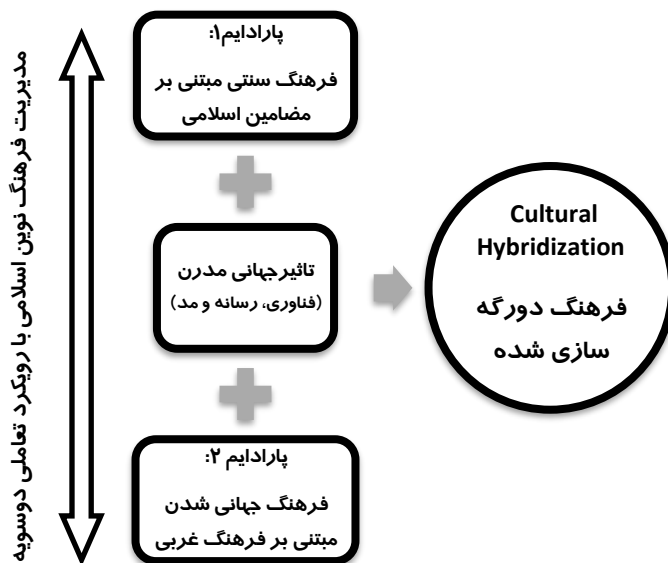 مدیریت فرهنگ نوین اسلامی با رویکرد تعاملی دوسویه
پارادایم۱:
فرهنگ سنتی مبتنی بر
مضامین اسلامی
تاثیرجهانی مدرن
(فناوری، رسانه و مد)
پارادایم ۲:
فرهنگ جهانی شدن
مبتنی بر فرهنگ غربی
Cultural
Hybridization
فرهنگ دورگه
سازی شده